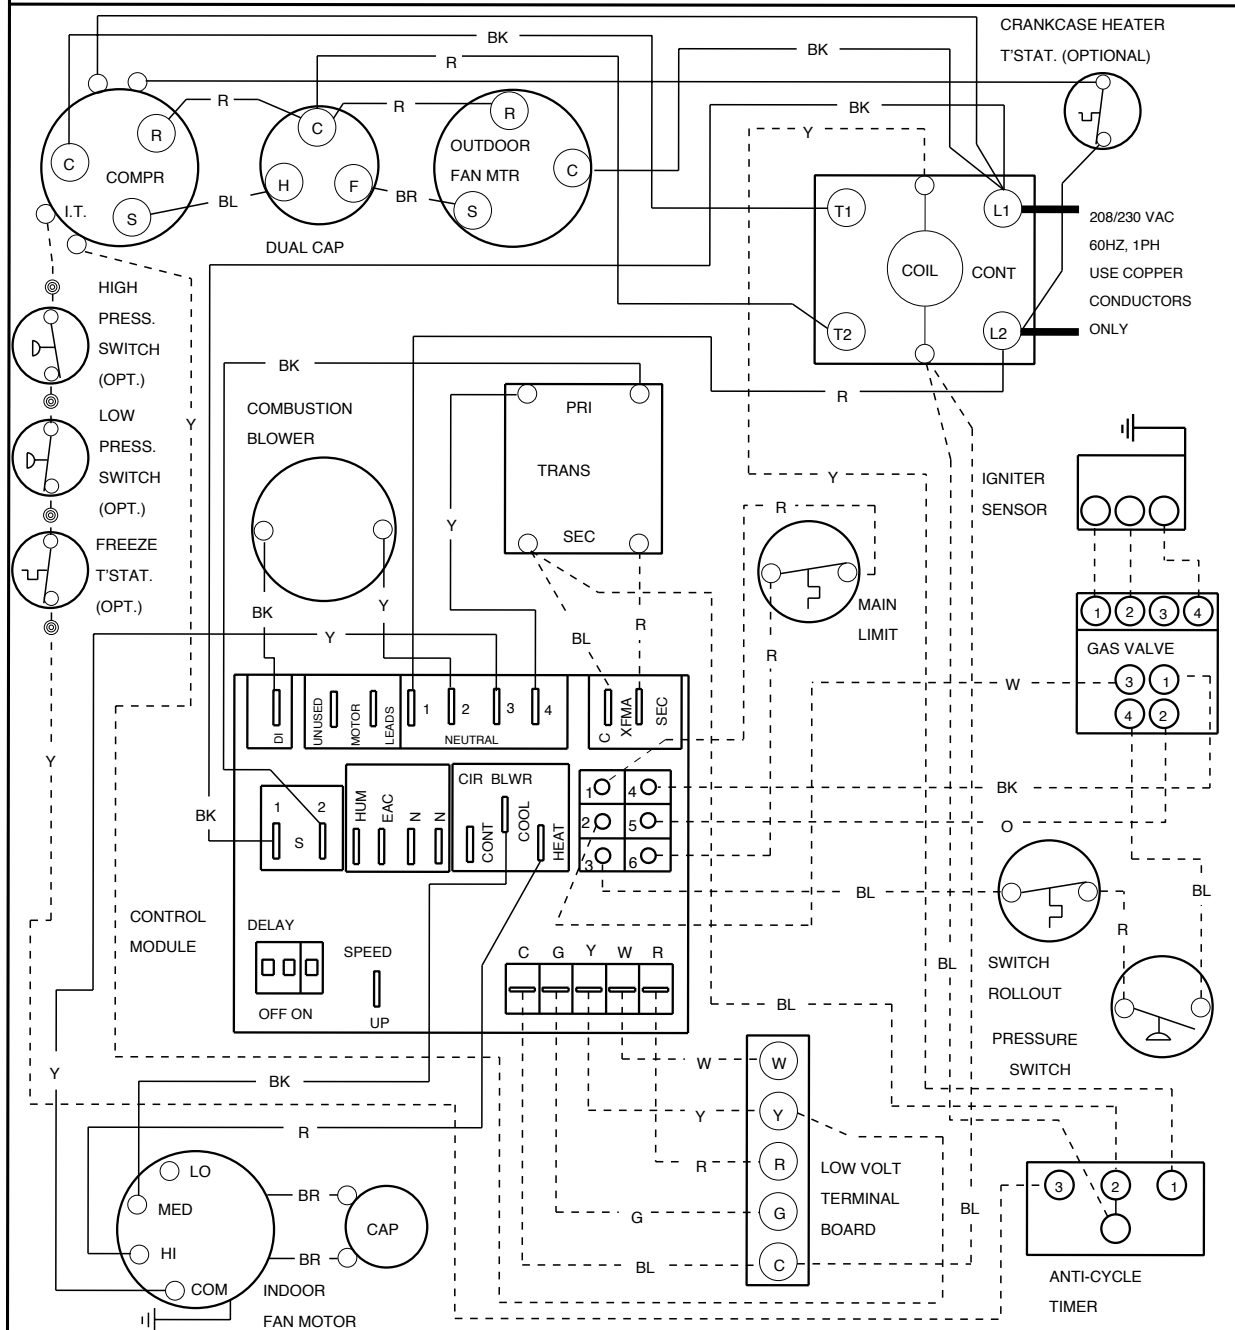 CRANKCASE HEATER
T'STAT. (OPTIONAL)
BK
R
BK
BK
Y
R
R
R
C
R
COMPR
C
H
F
OUTDOOR
FAN MTR
C
S
S
I.T.
BL
BR
DUAL CAP
T1
L1
COIL
CONT
T2
L2
208/230 VAC
60HZ, 1PH
USE COPPER
CONDUCTORS
ONLY
HIGH
PRESS.
SWITCH
(OPT.)
LOW
PRESS.
SWITCH
(OPT.)
FREEZE
T'STAT.
(OPT.)
Y
BK
R
COMBUSTION
BLOWER
PRI
TRANS
SEC
Y
Y
R
IGNITER
SENSOR
BK
Y
Y
BL
R
MAIN
LIMIT
R
1
2
3
4
GAS VALVE
3
1
4
2
W
DI
UNUSED
MOTOR
LEADS
1
2
3
4
NEUTRAL
C
XFMA
SEC
Y
BK
1
2
S
HUM
EAC
N
N
CIR BLWR
CONT
COOL
HEAT
1
4
2
5
3
6
BK
O
BL
BL
R
CONTROL
MODULE
DELAY
OFF ON
SPEED
UP
C
G
Y
W
R
BL
BL
SWITCH
ROLLOUT
PRESSURE
SWITCH
Y
BK
R
W
Y
R
G
BL
W
Y
R
G
C
LOW VOLT
TERMINAL
BOARD
BL
3
2
1
ANTI-CYCLE
TIMER
LO
MED
HI
COM
BR
BR
CAP
INDOOR
FAN MOTOR